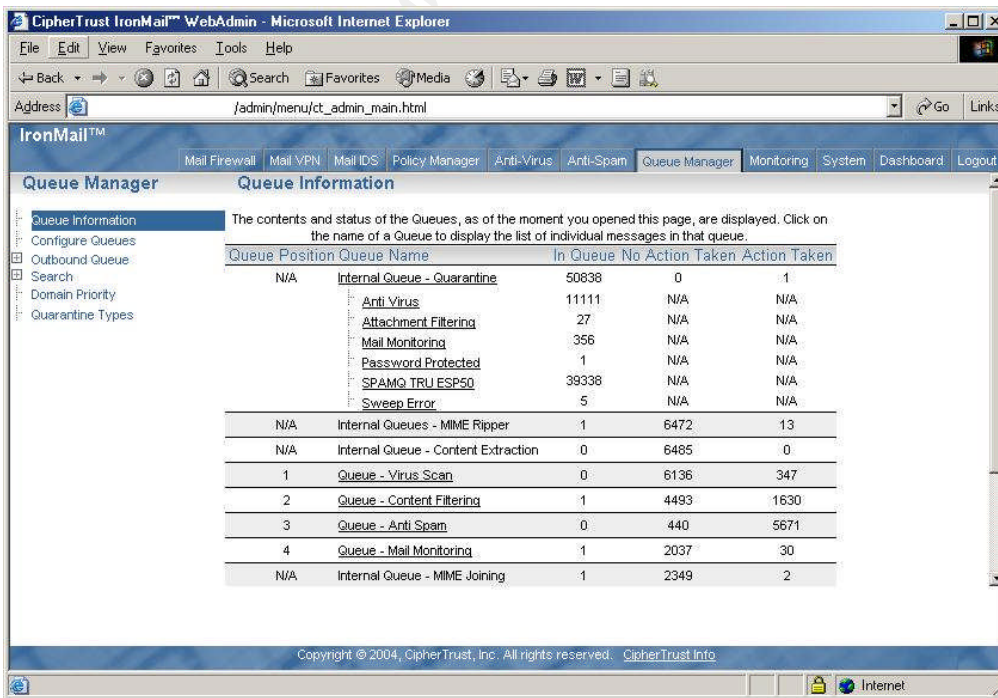 CipherTrust IronMail™ WebAdmin - Microsoft Internet Explorer
File Edit View Favorites Tools Help
Back Search Favorites Media
Address /admin/menu/ct_admin_main.html Go Links
IronMail™
Mail Firewall Mail VPN Mail IDS Policy Manager Anti-Virus Anti-Spam Queue Manager Monitoring System Dashboard Logout
Queue Manager
Queue Information
Configure Queues
Outbound Queue
Search
Domain Priority
Quarantine Types
Queue Information
The contents and status of the Queues, as of the moment you opened this page, are displayed. Click on
the name of a Queue to display the list of individual messages in that queue.
Queue Position Queue Name In Queue No Action Taken Action Taken
N/A Internal Queue - Quarantine 50838 0 1
Anti Virus 11111 N/A N/A
Attachment Filtering 27 N/A N/A
Mail Monitoring 356 N/A N/A
Password Protected 1 N/A N/A
SPAMQ TRU ESP50 39338 N/A N/A
Sweep Error 5 N/A N/A
N/A Internal Queues - MIME Ripper 1 6472 13
N/A Internal Queue - Content Extraction 0 6485 0
1 Queue - Virus Scan 0 6136 347
2 Queue - Content Filtering 1 4493 1630
3 Queue - Anti Spam 0 440 5671
4 Queue - Mail Monitoring 1 2037 30
N/A Internal Queue - MIME Joining 1 2349 2
Copyright © 2004, CipherTrust, Inc. All rights reserved. CipherTrust Info
Internet